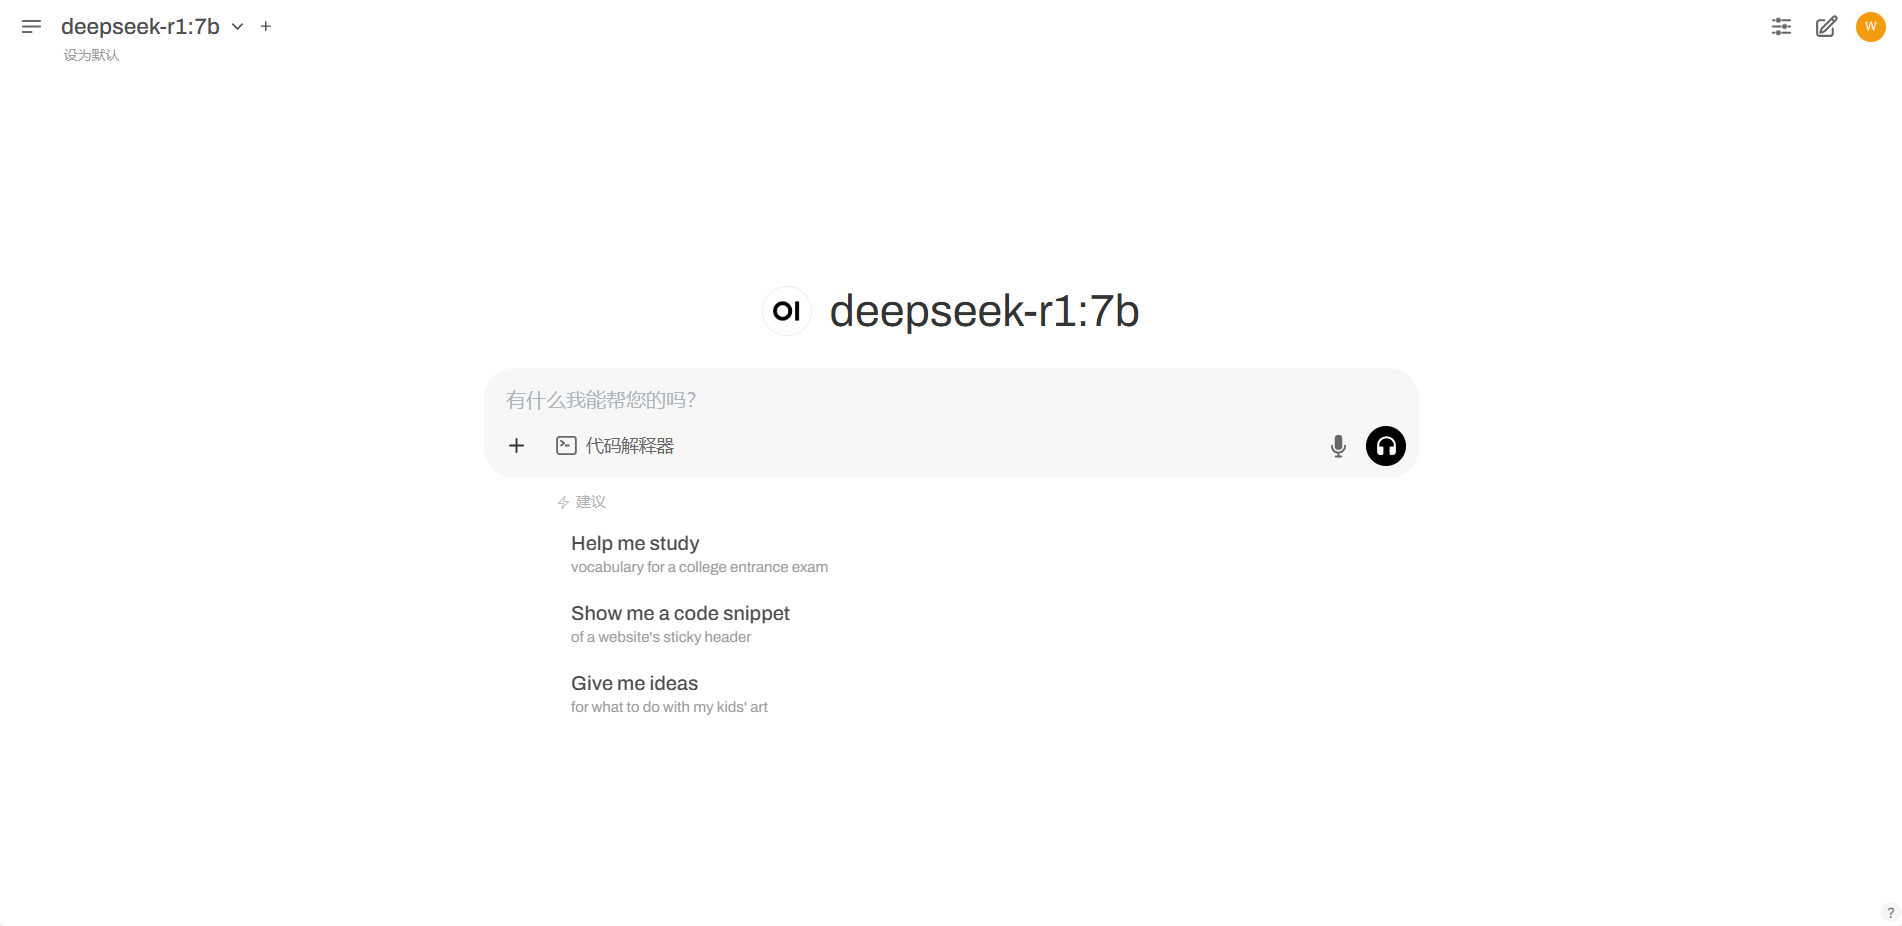 deepseek-r1:7b
设为默认
W
OI
deepseek-r1:7b
有什么我能帮您的吗?
代码解释器
建议
Help me study
vocabulary for a college entrance exam
Show me a code snippet
of a website's sticky header
Give me ideas
for what to do with my kids' art
?